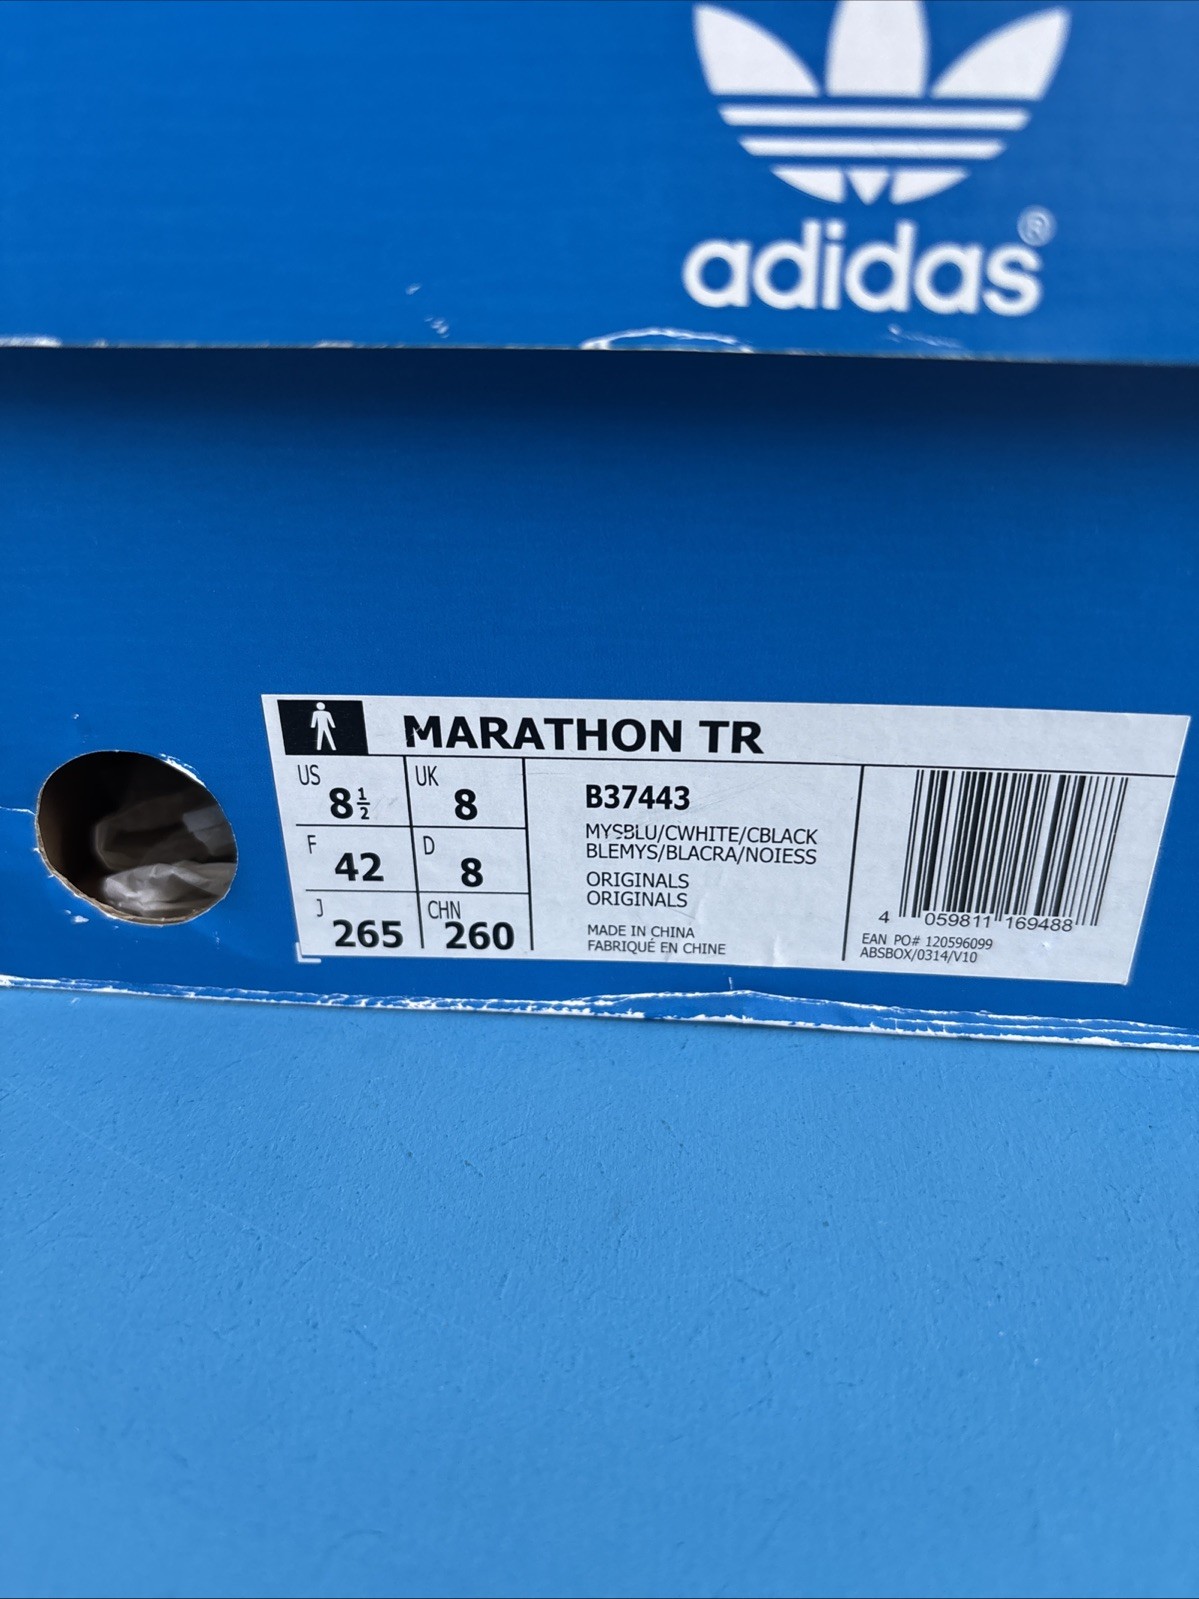 adidas®
MARATHON TR
US 8½
UK 8
F 42
D 8
J 265
CHN 260
B37443
MYSBLU/CWHITE/CBLACK
BLEMYS/BLACRA/NOIESS
ORIGINALS
ORIGINALS
MADE IN CHINA
FABRIQUÉ EN CHINE
4 059811 169488
EAN PO# 120596099
ABSBOX/0314/V10